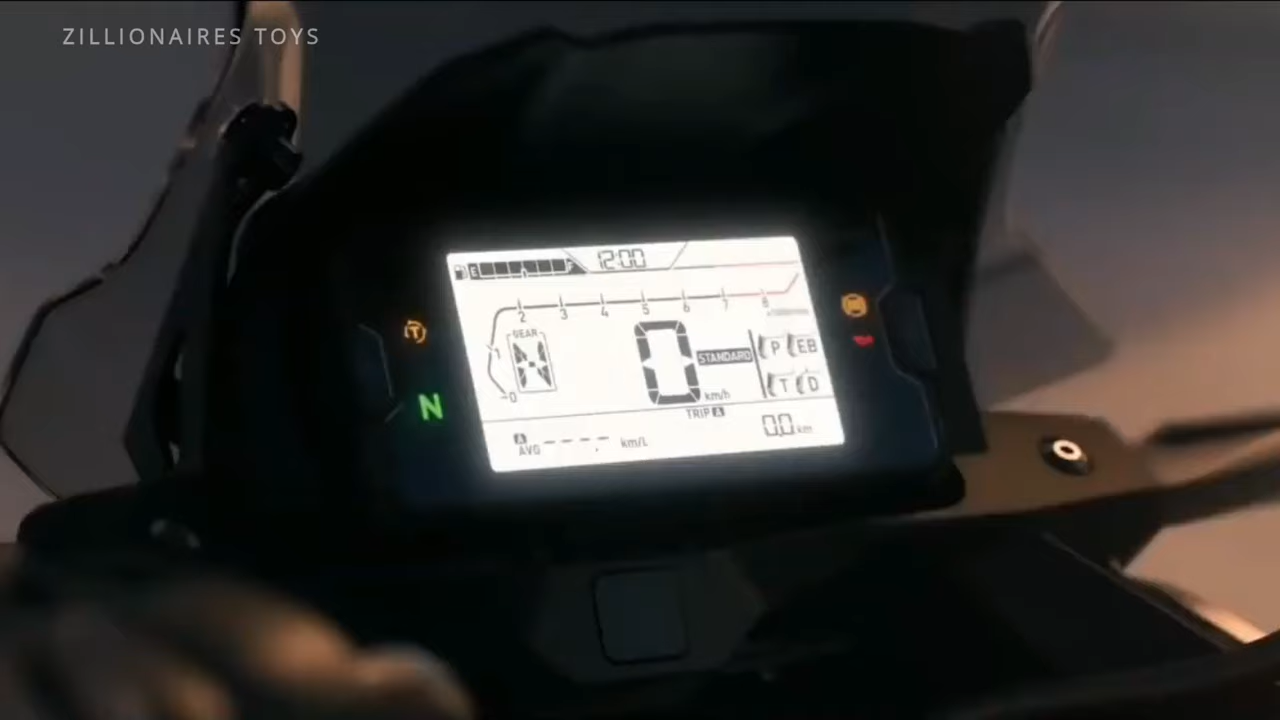 ZILLIONAIRES TOYS
E F 12:00
2 3 4 5 6 7 8
1
GEAR
N
0
0 STANDARD
km/h
P EB
T D
T
N
TRIP A
A
AVG ----.- km/L
0.0 km